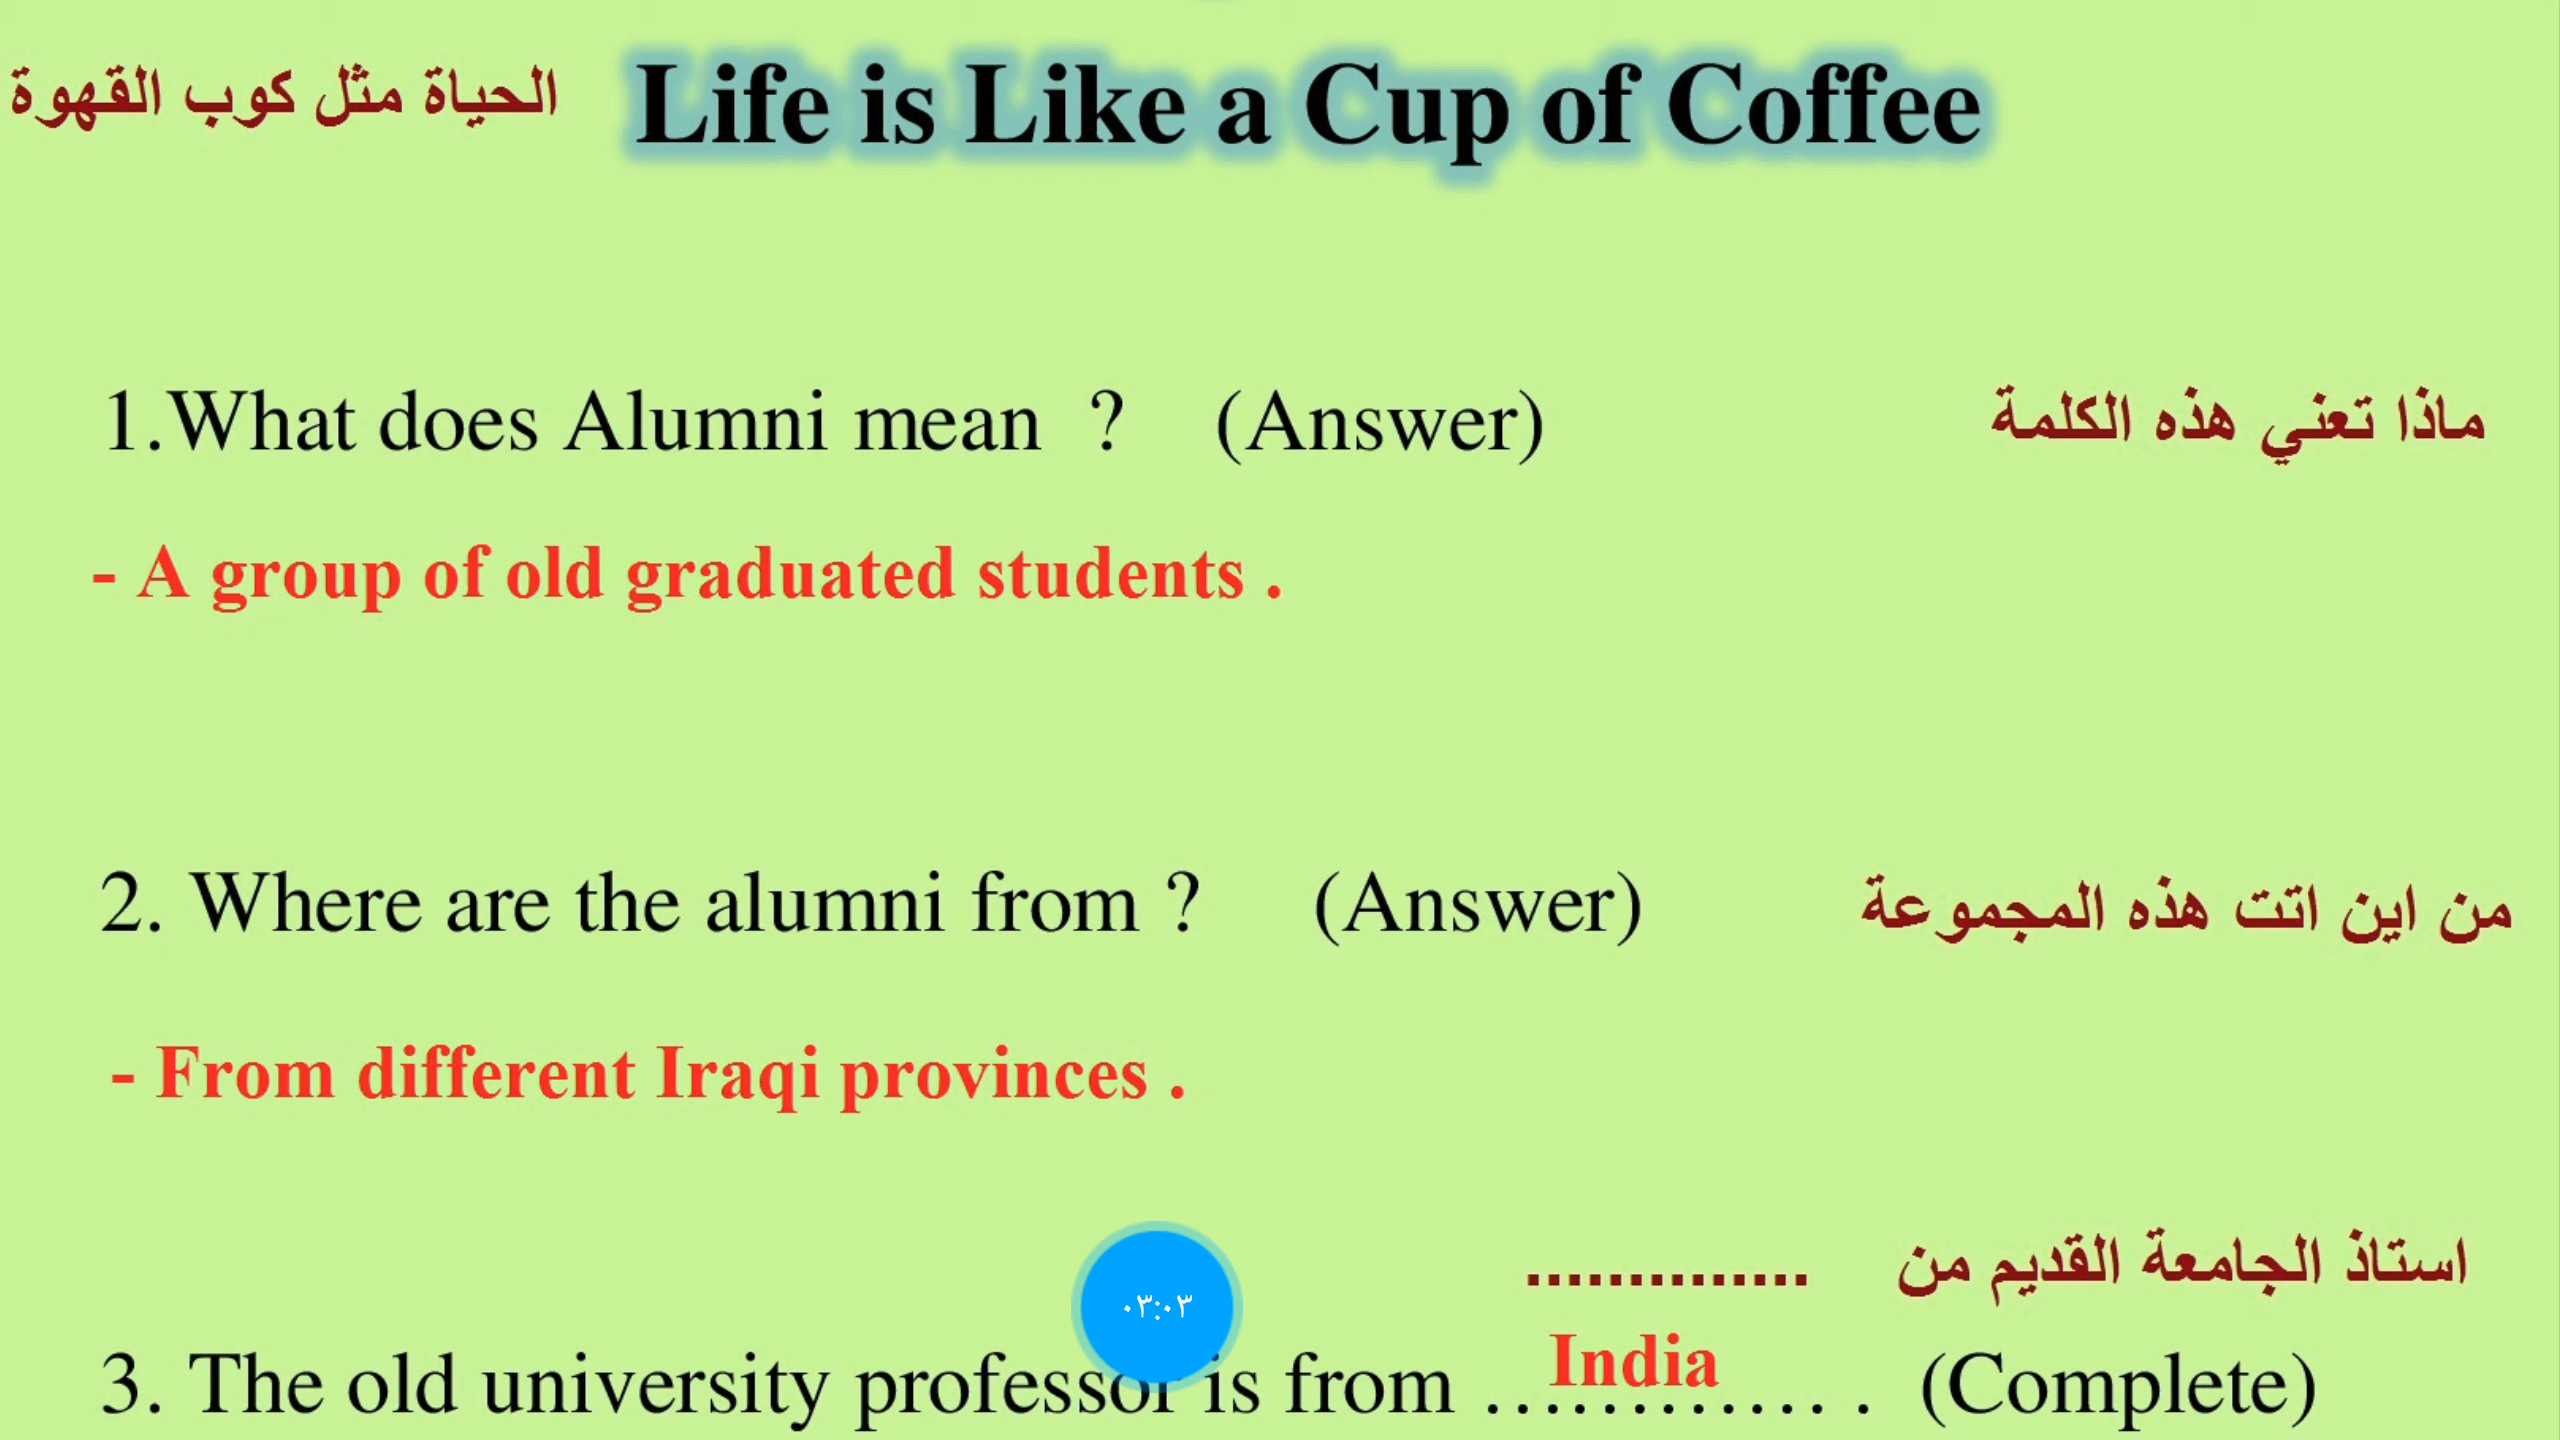 الحياة مثل كوب القهوة Life is Like a Cup of Coffee
1.What does Alumni mean ? (Answer) ماذا تعني هذه الكلمة
- A group of old graduated students .
2. Where are the alumni from ? (Answer) من اين اتت هذه المجموعة
- From different Iraqi provinces .
استاذ الجامعة القديم من ..............
٠٣:٠٣
3. The old university professor is from ....India........ . (Complete)